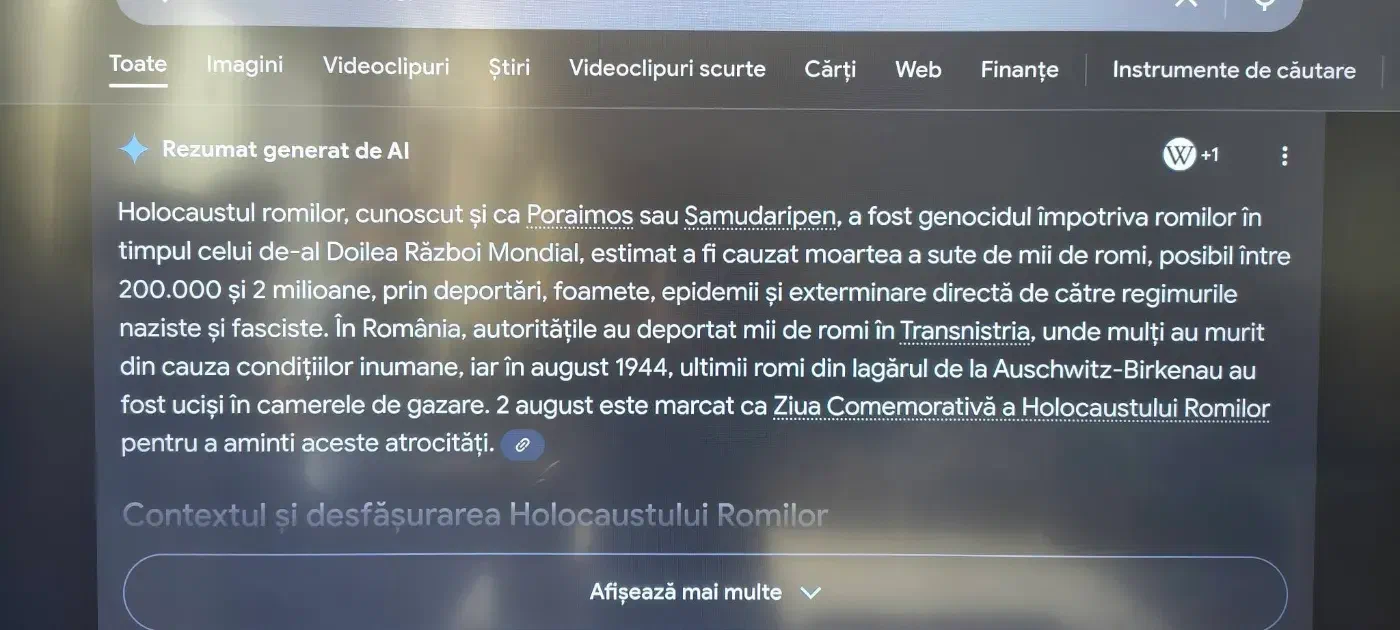 Toate Imagini Videoclipuri Știri Videoclipuri scurte Cărți Web Finanțe Instrumente de căutare
Rezumat generat de AI W +1
Holocaustul romilor, cunoscut și ca Poraimos sau Samudaripen, a fost genocidul împotriva romilor în
timpul celui de-al Doilea Război Mondial, estimat a fi cauzat moartea a sute de mii de romi, posibil între
200.000 și 2 milioane, prin deportări, foamete, epidemii și exterminare directă de către regimurile
naziste și fasciste. În România, autoritățile au deportat mii de romi în Transnistria, unde mulți au murit
din cauza condițiilor inumane, iar în august 1944, ultimii romi din lagărul de la Auschwitz-Birkenau au
fost uciși în camerele de gazare. 2 august este marcat ca Ziua Comemorativă a Holocaustului Romilor
pentru a aminti aceste atrocități.
Contextul și desfășurarea Holocaustului Romilor
Afișează mai multe